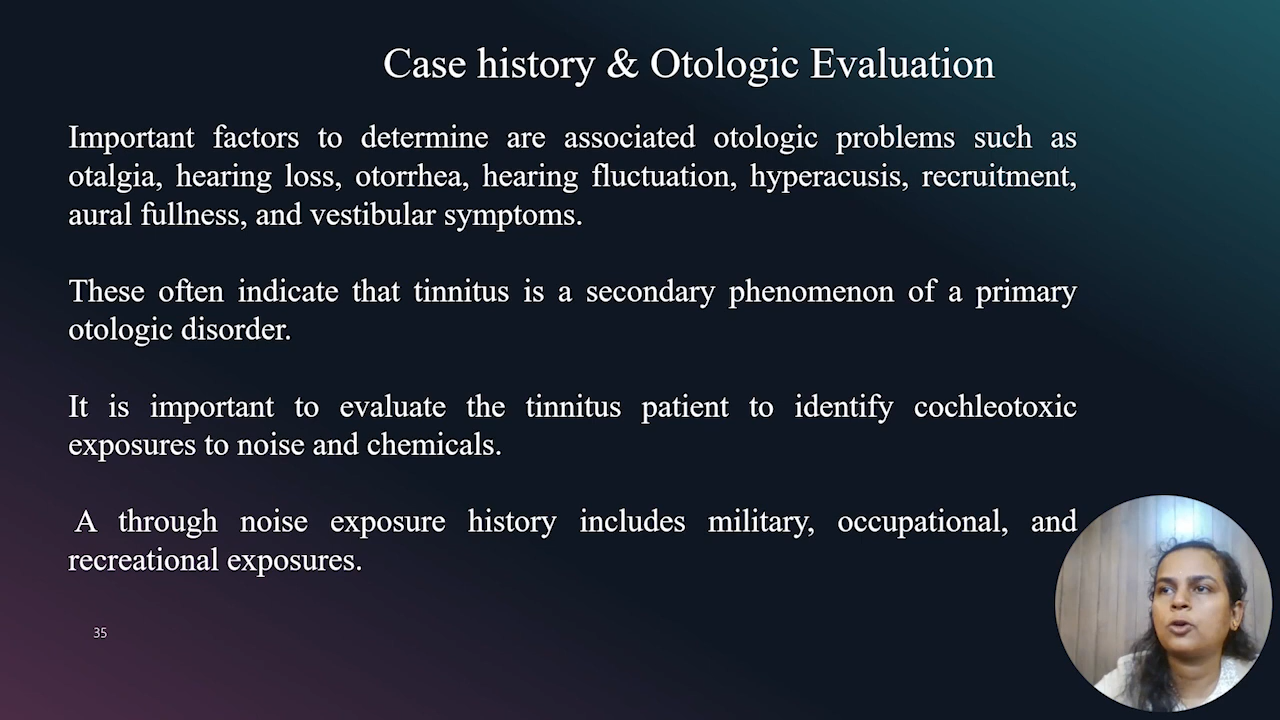 Case history & Otologic Evaluation
Important factors to determine are associated otologic problems such as
otalgia, hearing loss, otorrhea, hearing fluctuation, hyperacusis, recruitment,
aural fullness, and vestibular symptoms.
These often indicate that tinnitus is a secondary phenomenon of a primary
otologic disorder.
It is important to evaluate the tinnitus patient to identify cochleotoxic
exposures to noise and chemicals.
A through noise exposure history includes military, occupational, and
recreational exposures.
35